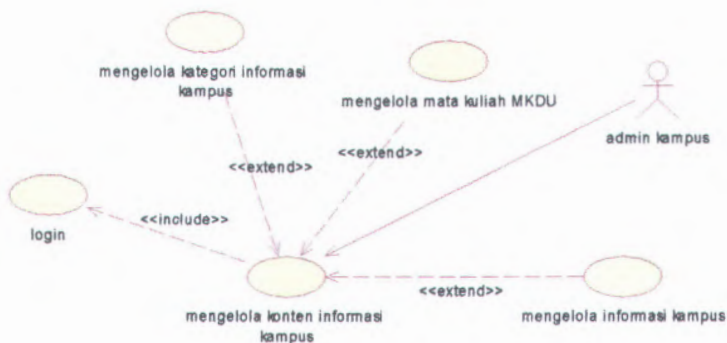 mengelola kategori informasi
kampus
mengelola mata kuliah MKDU
admin kampus
<<extend>>
<<extend>>
<<include>>
login
<<extend>>
mengelola konten informasi
kampus
mengelola informasi kampus